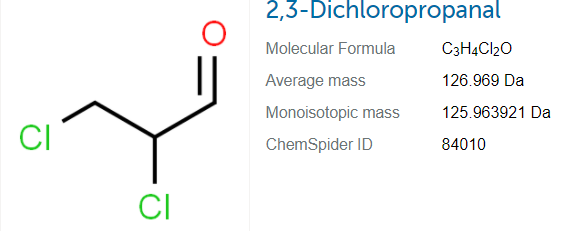 2,3-Dichloropropanal
O
Cl
Cl
Molecular Formula C₃H₄Cl₂O
Average mass 126.969 Da
Monoisotopic mass 125.963921 Da
ChemSpider ID 84010